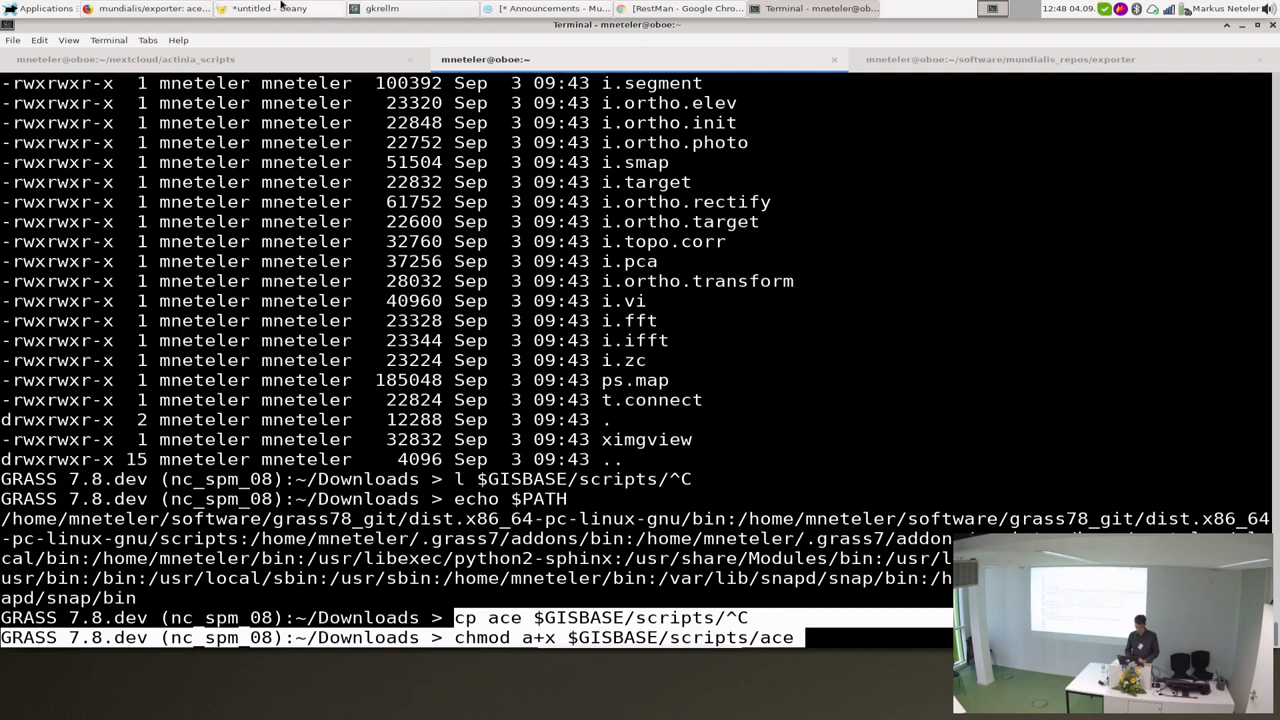 Applications
mundialis/exporter: ace...
*untitled - Geany
gkrellm
[* Announcements - Mu...
[RestMan - Google Chro...
Terminal - mneteler@ob...
12:48 04.09.
Markus Neteler
Terminal - mneteler@oboe:~
File Edit View Terminal Tabs Help
mneteler@oboe:~/nextcloud/actinia_scripts
mneteler@oboe:~
mneteler@oboe:~/software/mundialis_repos/exporter
-rwxrwxr-x 1 mneteler mneteler 100392 Sep 3 09:43 i.segment
-rwxrwxr-x 1 mneteler mneteler 23320 Sep 3 09:43 i.ortho.elev
-rwxrwxr-x 1 mneteler mneteler 22848 Sep 3 09:43 i.ortho.init
-rwxrwxr-x 1 mneteler mneteler 22752 Sep 3 09:43 i.ortho.photo
-rwxrwxr-x 1 mneteler mneteler 51504 Sep 3 09:43 i.smap
-rwxrwxr-x 1 mneteler mneteler 22832 Sep 3 09:43 i.target
-rwxrwxr-x 1 mneteler mneteler 61752 Sep 3 09:43 i.ortho.rectify
-rwxrwxr-x 1 mneteler mneteler 22600 Sep 3 09:43 i.ortho.target
-rwxrwxr-x 1 mneteler mneteler 32760 Sep 3 09:43 i.topo.corr
-rwxrwxr-x 1 mneteler mneteler 37256 Sep 3 09:43 i.pca
-rwxrwxr-x 1 mneteler mneteler 28032 Sep 3 09:43 i.ortho.transform
-rwxrwxr-x 1 mneteler mneteler 40960 Sep 3 09:43 i.vi
-rwxrwxr-x 1 mneteler mneteler 23328 Sep 3 09:43 i.fft
-rwxrwxr-x 1 mneteler mneteler 23344 Sep 3 09:43 i.ifft
-rwxrwxr-x 1 mneteler mneteler 23224 Sep 3 09:43 i.zc
-rwxrwxr-x 1 mneteler mneteler 185048 Sep 3 09:43 ps.map
-rwxrwxr-x 1 mneteler mneteler 22824 Sep 3 09:43 t.connect
drwxrwxr-x 2 mneteler mneteler 12288 Sep 3 09:43 .
-rwxrwxr-x 1 mneteler mneteler 32832 Sep 3 09:43 ximgview
drwxrwxr-x 15 mneteler mneteler 4096 Sep 3 09:43 ..
GRASS 7.8.dev (nc_spm_08):~/Downloads > l $GISBASE/scripts/^C
GRASS 7.8.dev (nc_spm_08):~/Downloads > echo $PATH
/home/mneteler/software/grass78_git/dist.x86_64-pc-linux-gnu/bin:/home/mneteler/software/grass78_git/dist.x86_64
-pc-linux-gnu/scripts:/home/mneteler/.grass7/addons/bin:/home/mneteler/.grass7/addon
cal/bin:/home/mneteler/bin:/usr/libexec/python2-sphinx:/usr/share/Modules/bin:/usr/l
usr/bin:/usr/local/sbin:/usr/sbin:/home/mneteler/bin:/var/lib/snapd/snap/bin:/h
apd/snap/bin
GRASS 7.8.dev (nc_spm_08):~/Downloads > cp ace $GISBASE/scripts/^C
GRASS 7.8.dev (nc_spm_08):~/Downloads > chmod a+x $GISBASE/scripts/ace